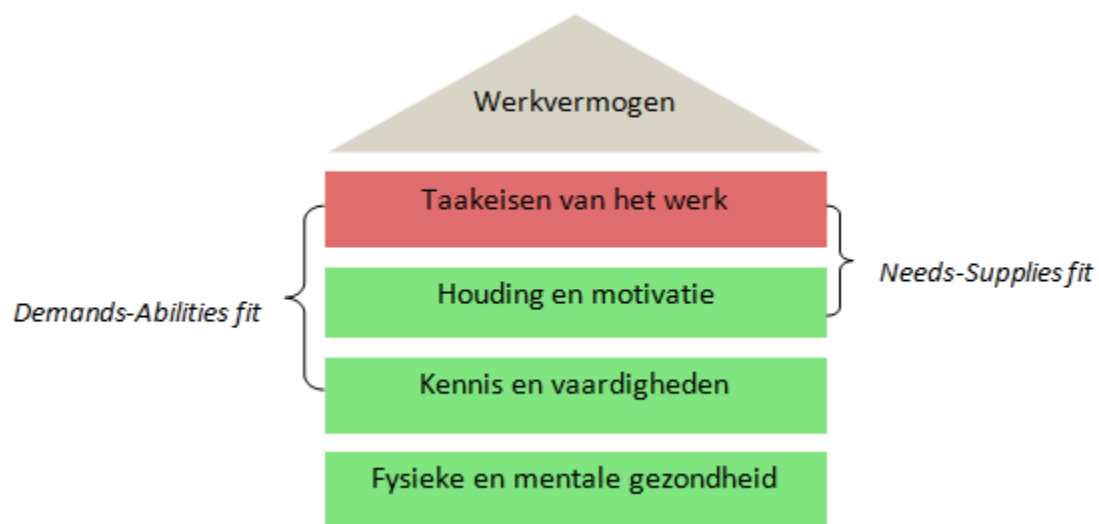 Werkvermogen
Taakeisen van het werk
Houding en motivatie
Needs-Supplies fit
Demands-Abilities fit
Kennis en vaardigheden
Fysieke en mentale gezondheid